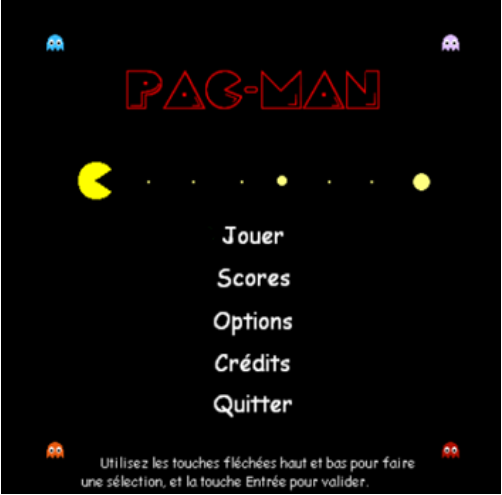 PAC-MAN
Jouer
Scores
Options
Crédits
Quitter
Utilisez les touches fléchées haut et bas pour faire
une sélection, et la touche Entrée pour valider.